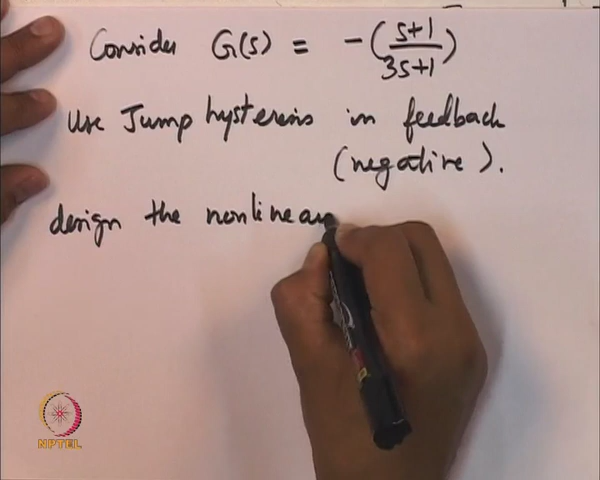 Consider G(s) = -(s+1/3s+1)
Use Jump hysteresis in feedback
(negative).
design the nonlinear
NPTEL